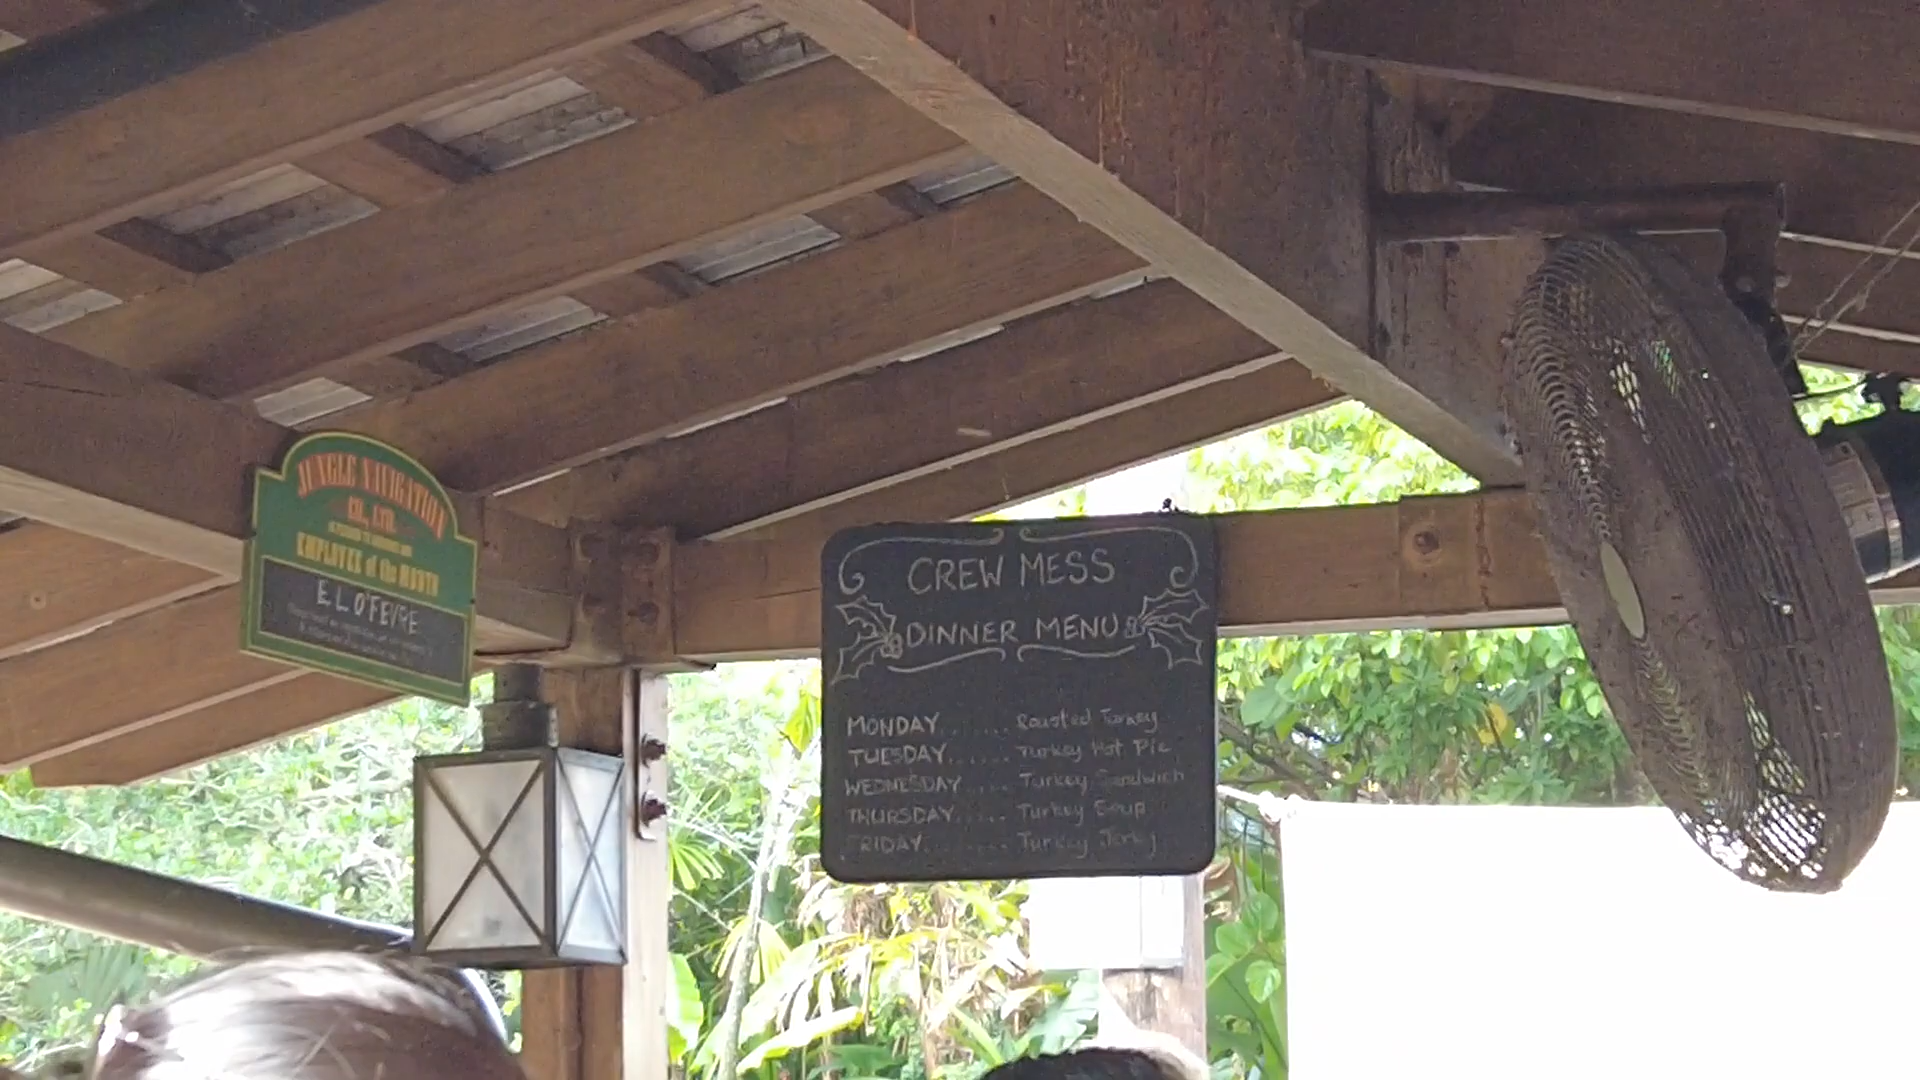 JUNGLE NAVIGATION
CO., LTD.
EMPLOYEE of the MONTH
E. L. O'FEVRE
CREW MESS
DINNER MENU
MONDAY....... Roasted Turkey
TUESDAY...... Turkey Hot Pie
WEDNESDAY..... Turkey Sandwich
THURSDAY..... Turkey Soup
FRIDAY......... Turkey Jerky